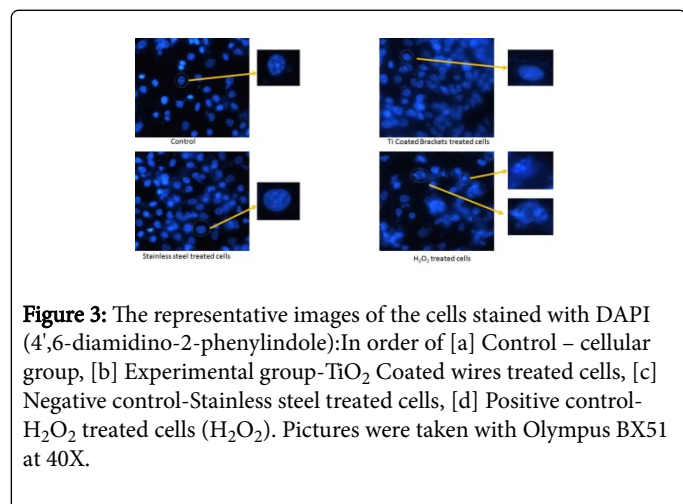 Control
Ti Coated Brackets treated cells
Stainless steel treated cells
H₂O₂ treated cells
Figure 3: The representative images of the cells stained with DAPI
(4',6-diamidino-2-phenylindole):In order of [a] Control – cellular
group, [b] Experimental group-TiO₂ Coated wires treated cells, [c]
Negative control-Stainless steel treated cells, [d] Positive control-
H₂O₂ treated cells (H₂O₂). Pictures were taken with Olympus BX51
at 40X.